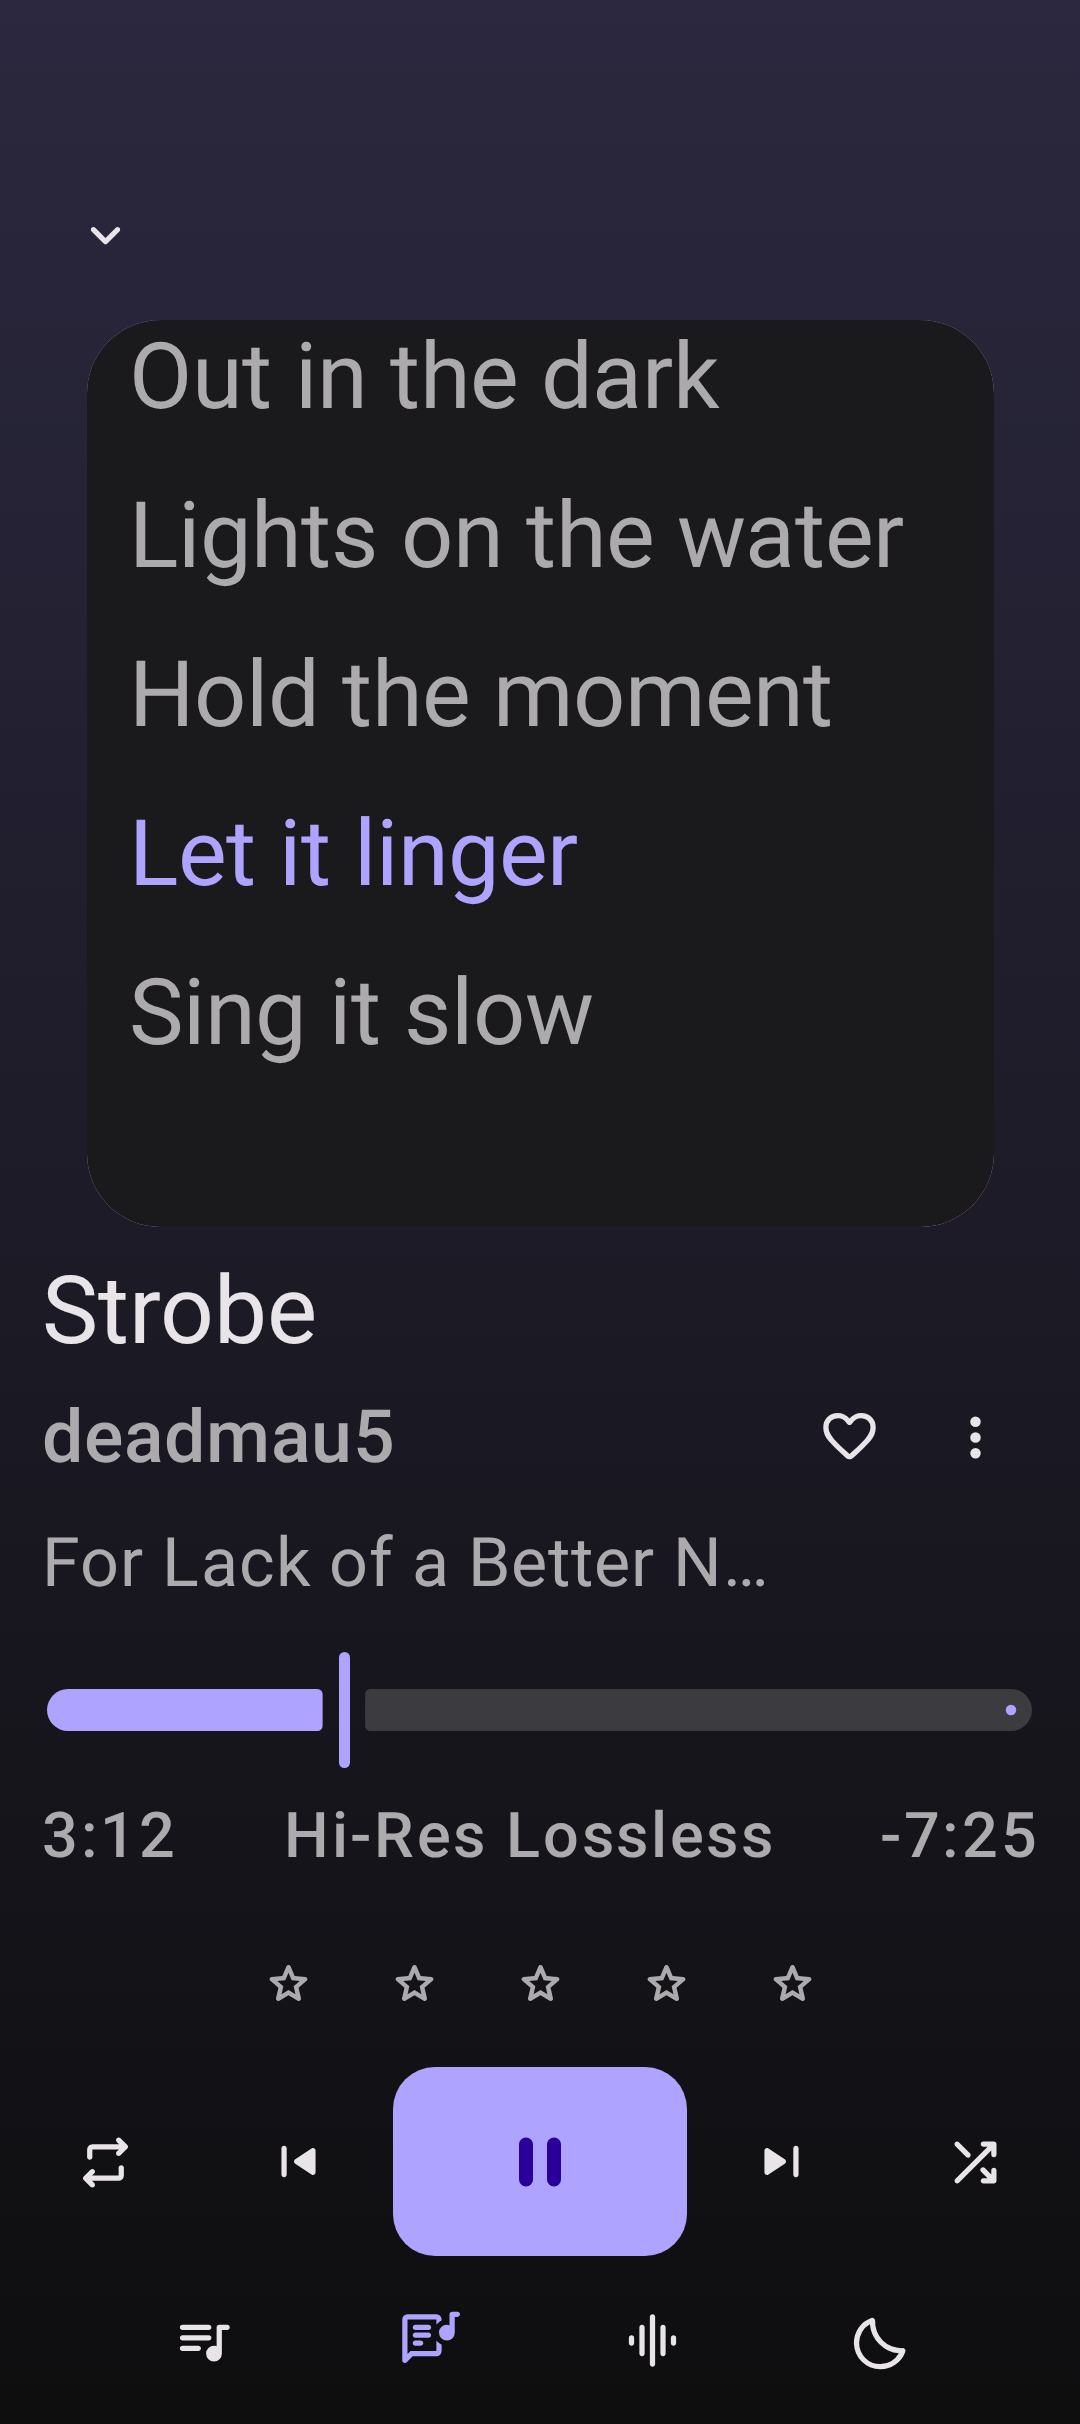 Out in the dark
Lights on the water
Hold the moment
Let it linger
Sing it slow
Strobe
deadmau5
For Lack of a Better N…
3:12 Hi-Res Lossless -7:25